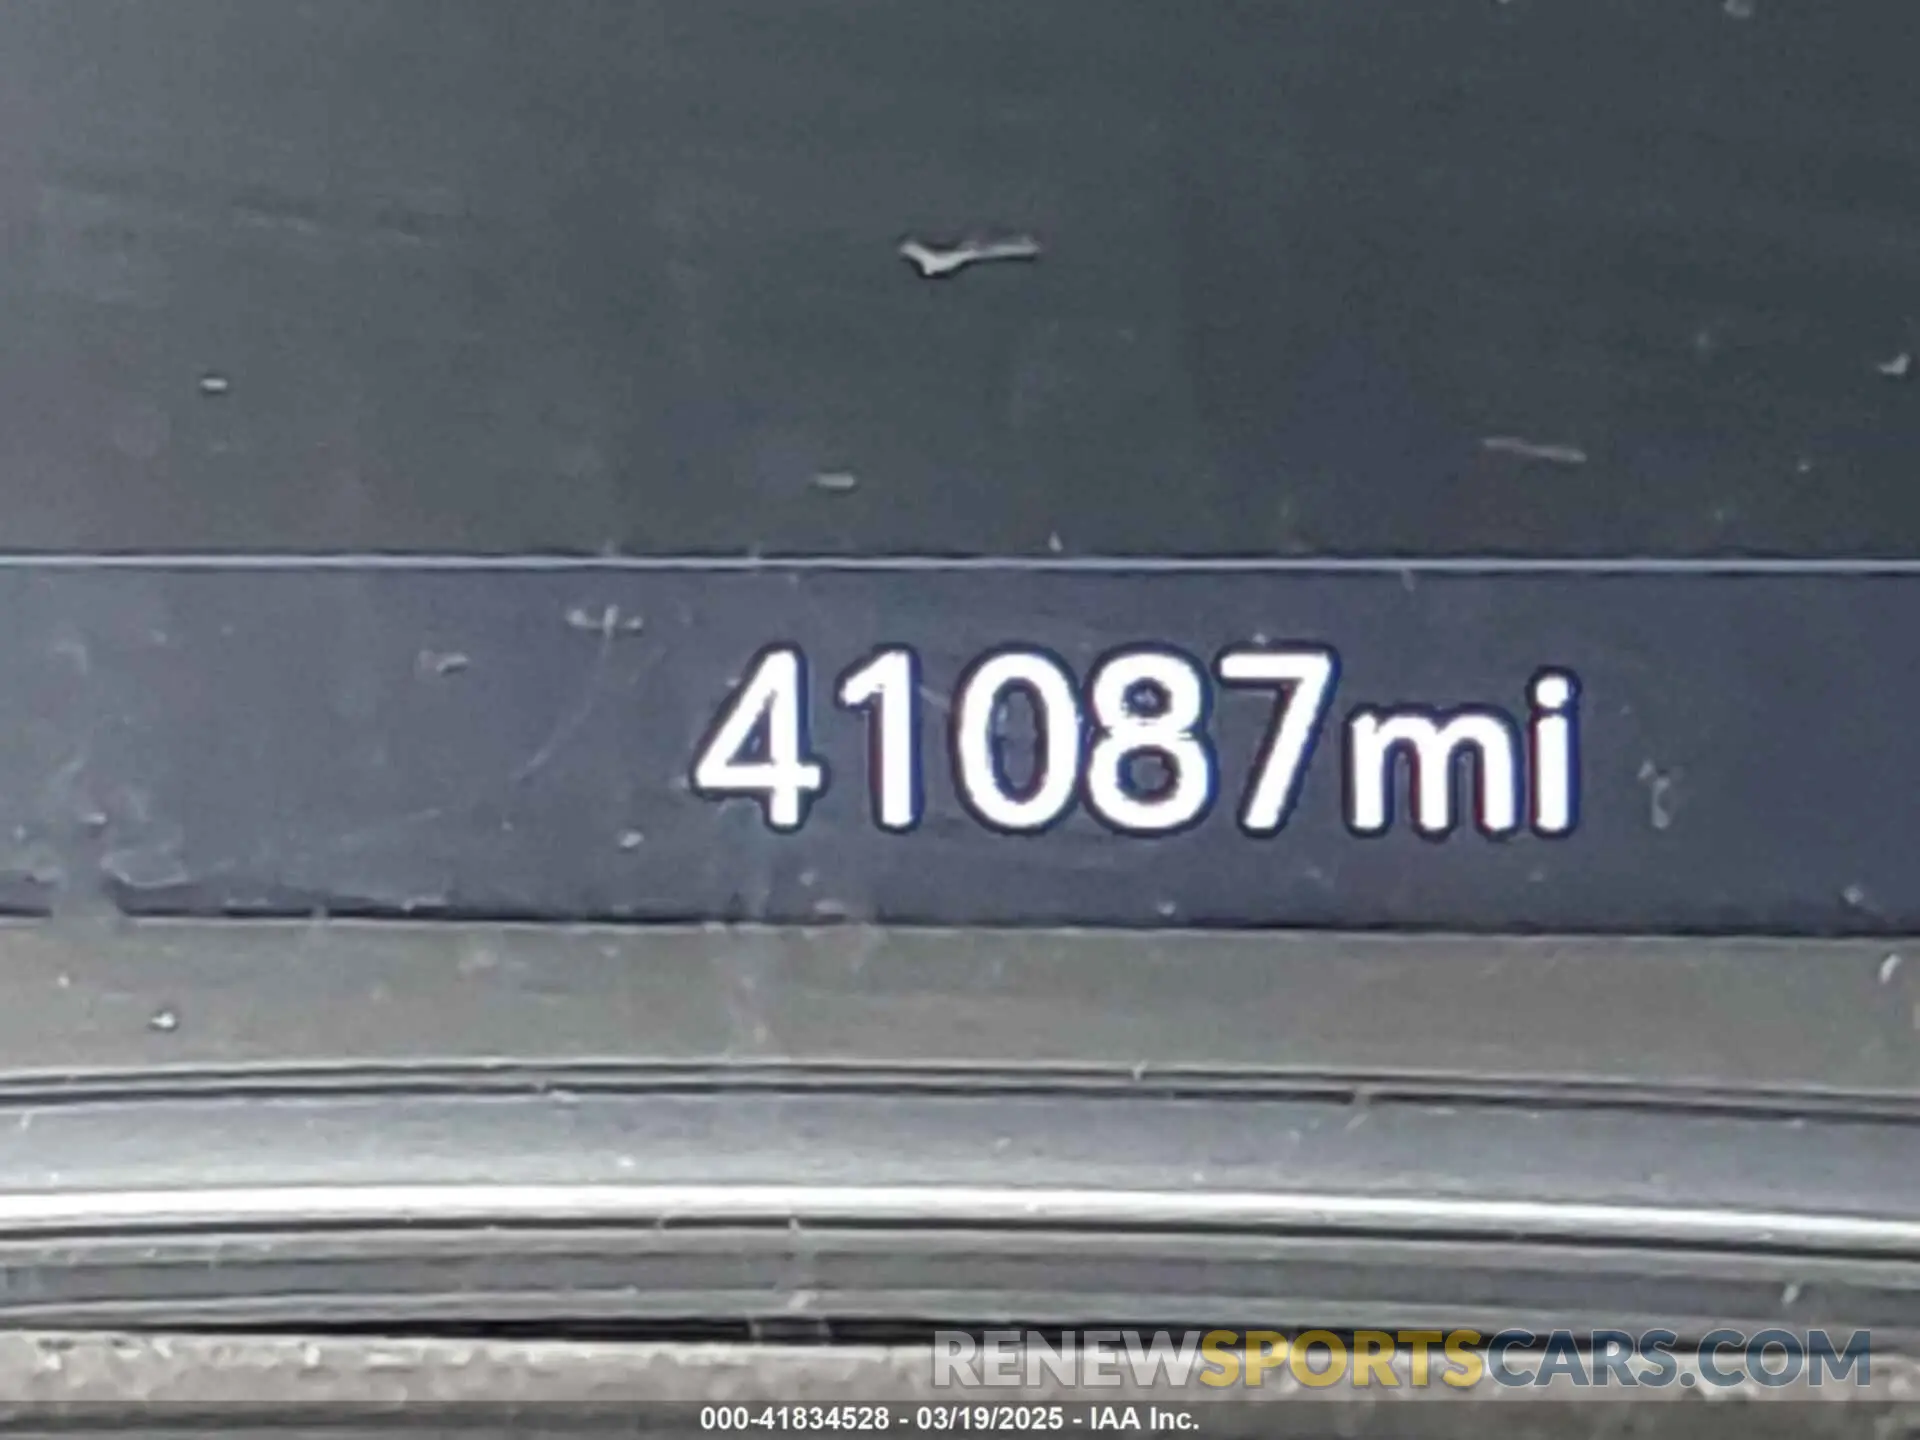 41087mi
RENEWSPORTSCARS.COM
000-41834528 - 03/19/2025 - IAA Inc.